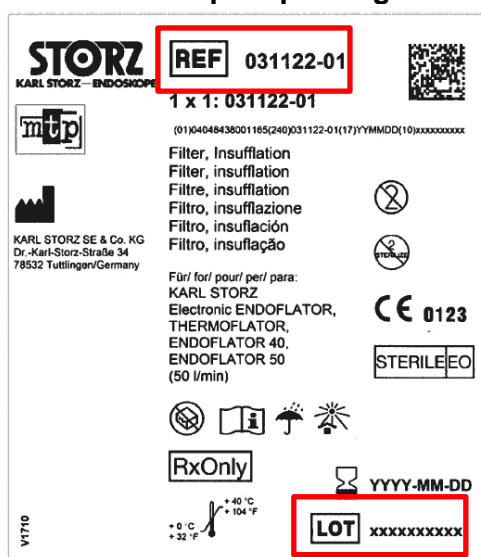 STORZ
KARL STORZ—ENDOSKOPE
REF 031122-01
1 x 1: 031122-01
(01)04048438001165(240)031122-01(17)YYMMDD(10)xxxxxxxxxx
mtp
Filter, Insufflation
Filter, insufflation
Filtre, insufflation
Filtro, insufflazione
Filtro, insuflación
Filtro, insuflação
KARL STORZ SE & Co. KG
Dr.-Karl-Storz-Straße 34
78532 Tuttlingen/Germany
2
2
STERILIZE
Für/ for/ pour/ per/ para:
KARL STORZ
Electronic ENDOFLATOR,
THERMOFLATOR,
ENDOFLATOR 40,
ENDOFLATOR 50
(50 l/min)
CE 0123
STERILE EO
i
RxOnly
YYYY-MM-DD
+ 40 °C
+ 104 °F
+ 0 °C
+ 32 °F
LOT xxxxxxxxxx
V1710